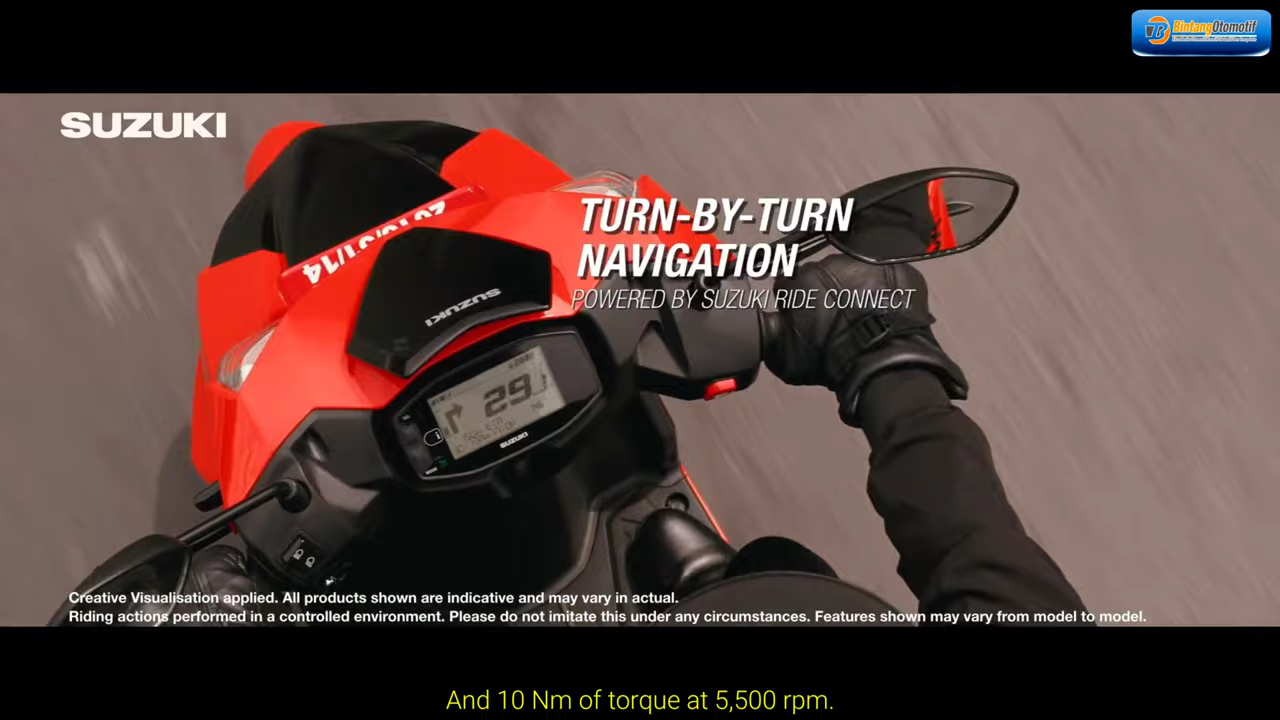 BintangOtomotif
SUZUKI
TURN-BY-TURN
NAVIGATION
POWERED BY SUZUKI RIDE CONNECT
SUZUKI
29
SUZUKI
Creative Visualisation applied. All products shown are indicative and may vary in actual.
Riding actions performed in a controlled environment. Please do not imitate this under any circumstances. Features shown may vary from model to model.
And 10 Nm of torque at 5,500 rpm.